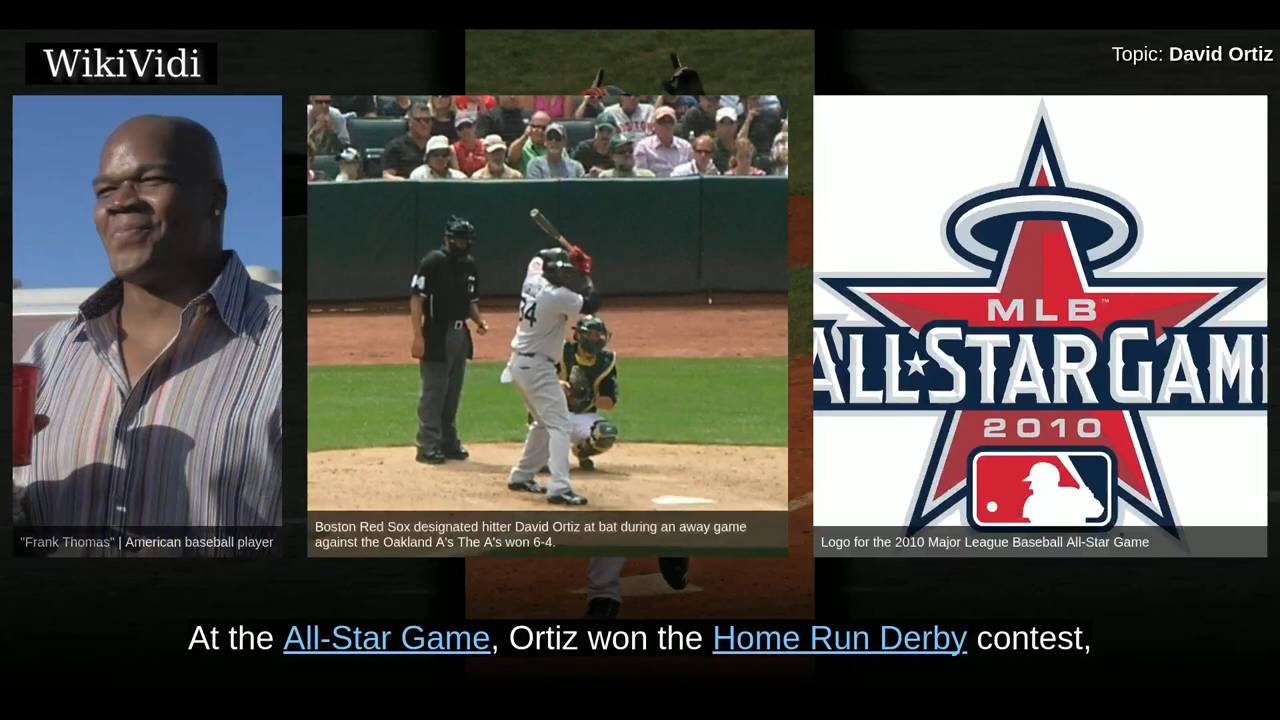 WikiVidi
Topic: David Ortiz
34
MLB™
ALL★STAR GAM
2010
"Frank Thomas" | American baseball player
Boston Red Sox designated hitter David Ortiz at bat during an away game
against the Oakland A's The A's won 6-4.
Logo for the 2010 Major League Baseball All-Star Game
At the All-Star Game, Ortiz won the Home Run Derby contest,